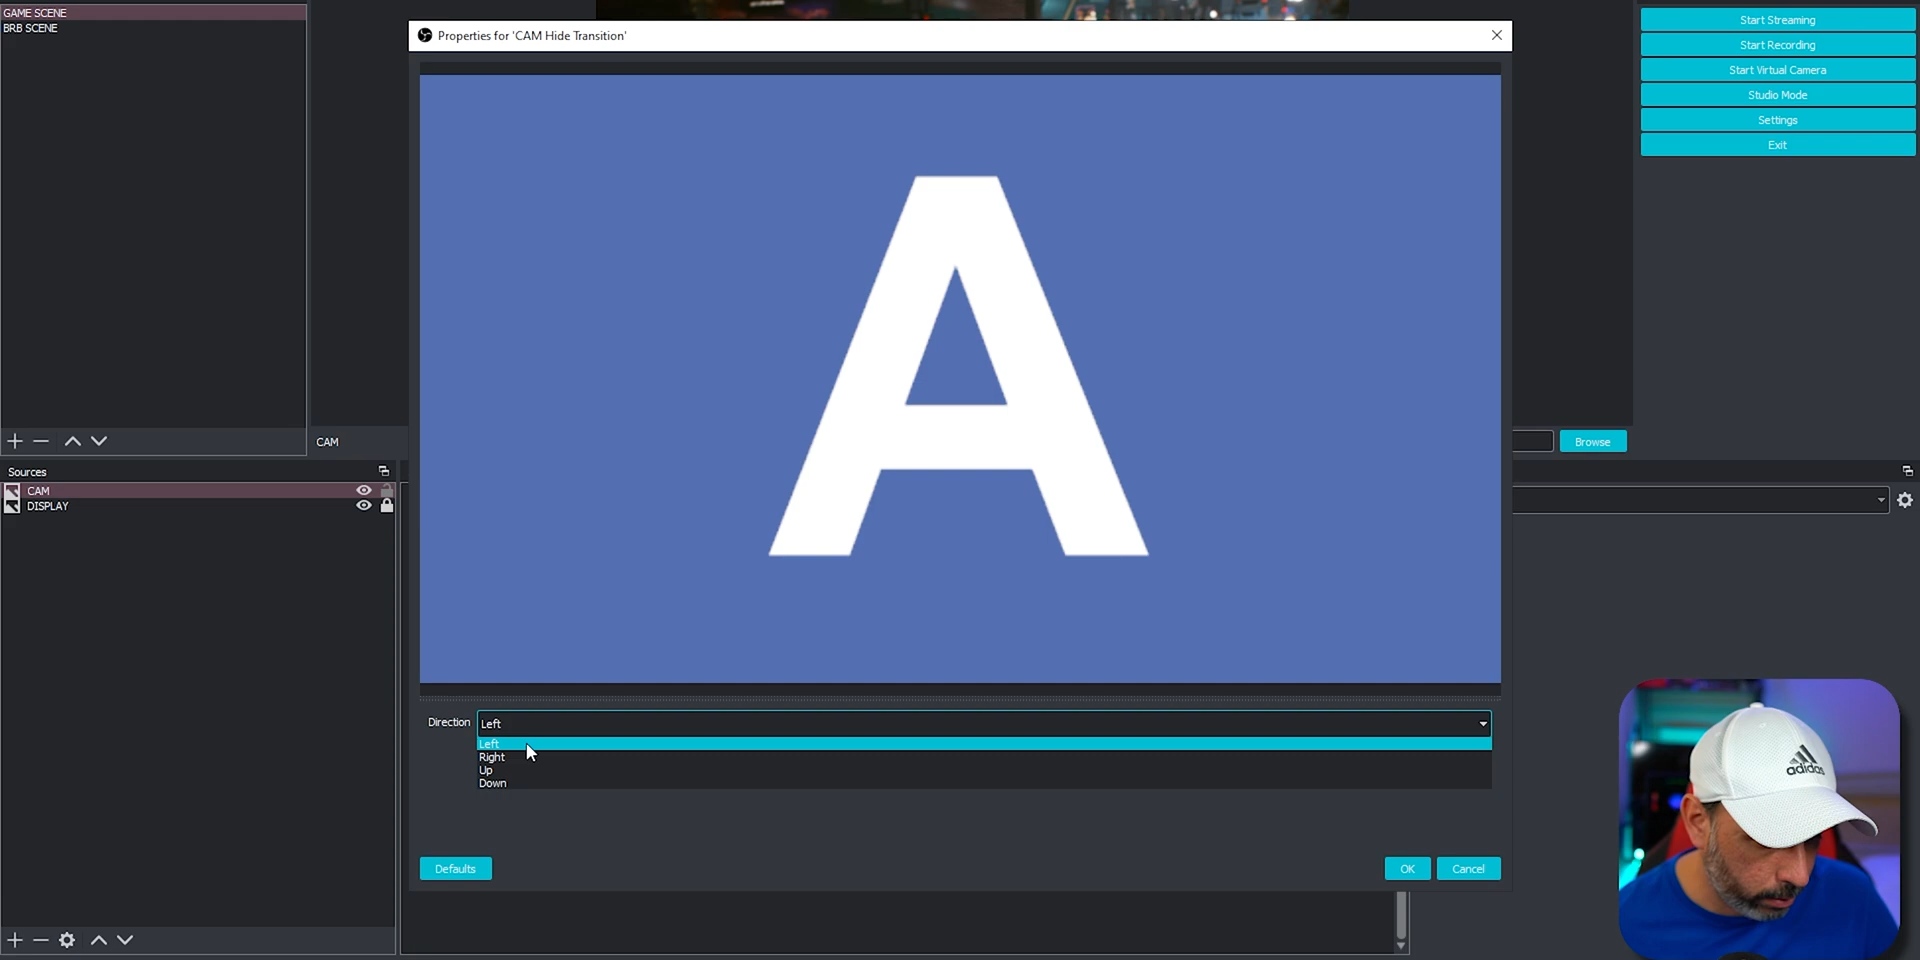 GAME SCENE
BRB SCENE
Properties for 'CAM Hide Transition'
Start Streaming
Start Recording
Start Virtual Camera
Studio Mode
Settings
Exit
A
CAM
Browse
Sources
CAM
DISPLAY
Direction
Left
Left
Right
Up
Down
Defaults
OK
Cancel
adidas